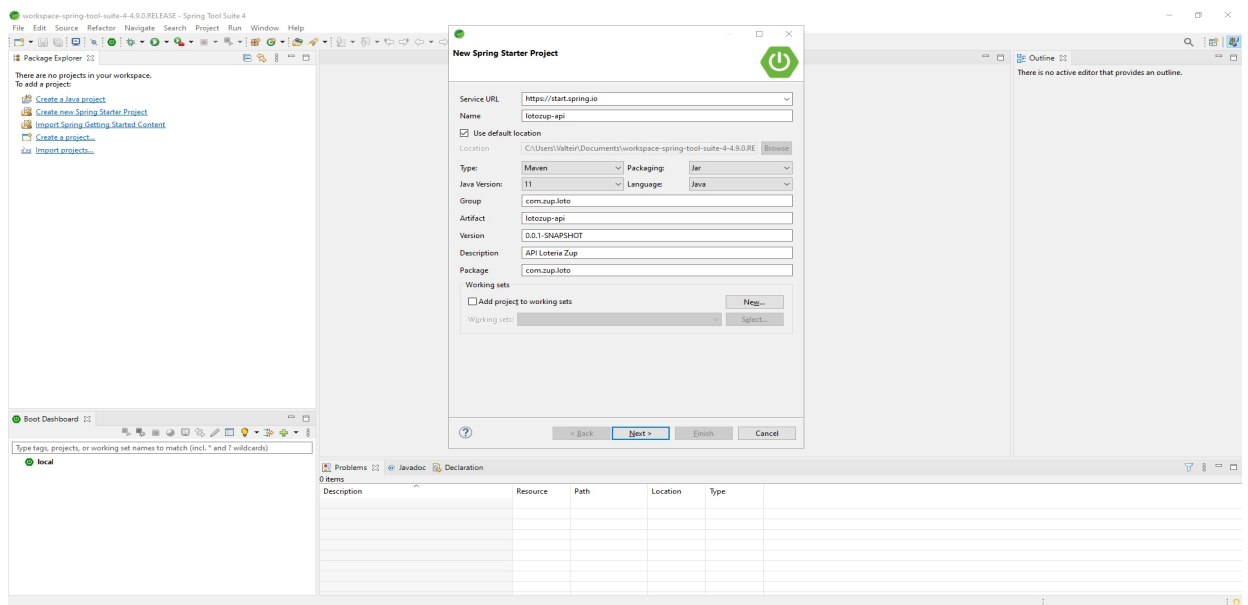 workspace-spring-tool-suite-4-4.9.0.RELEASE - Spring Tool Suite 4
File Edit Source Refactor Navigate Search Project Run Window Help
Package Explorer
There are no projects in your workspace.
To add a project:
Create a Java project
Create new Spring Starter Project
Import Spring Getting Started Content
Create a project...
Import projects...
New Spring Starter Project
Service URL https://start.spring.io
Name lotozup-api
Use default location
Location C:\Users\Valteir\Documents\workspace-spring-tool-suite-4-4.9.0.RE Browse
Type: Maven Packaging: Jar
Java Version: 11 Language: Java
Group com.zup.loto
Artifact lotozup-api
Version 0.0.1-SNAPSHOT
Description API Loteria Zup
Package com.zup.loto
Working sets
Add project to working sets New...
Working sets: Select...
? < Back Next > Finish Cancel
Outline
There is no active editor that provides an outline.
Boot Dashboard
Type tags, projects, or working set names to match (incl. * and ? wildcards)
local
Problems @ Javadoc Declaration
0 items
Description Resource Path Location Type